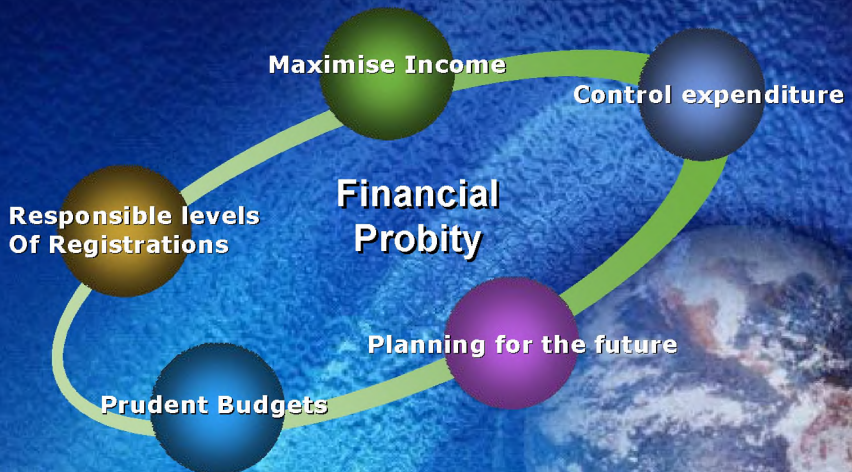 Maximise Income
Control expenditure
Financial
Probity
Responsible levels
Of Registrations
Planning for the future
Prudent Budgets